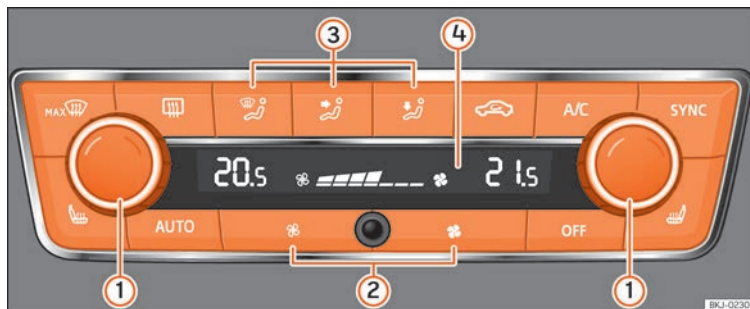 3 4
MAX A/C SYNC
20.5 21.5
AUTO OFF
1 2 1
BKJ-0230